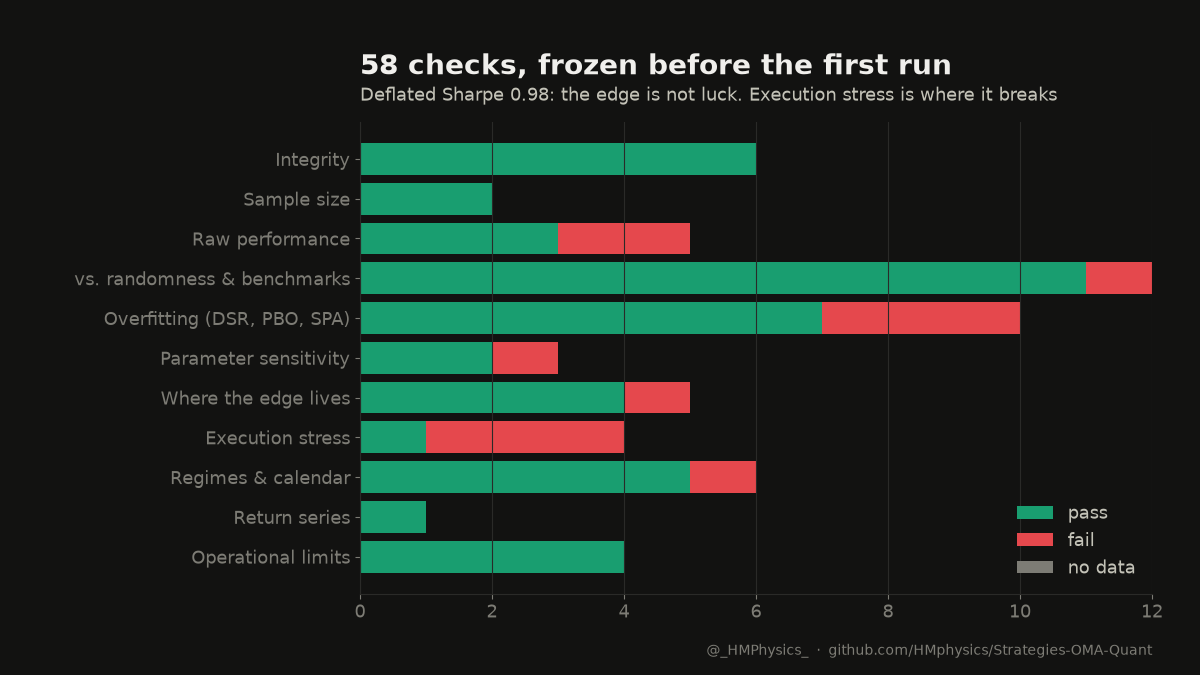 58 checks, frozen before the first run
Deflated Sharpe 0.98: the edge is not luck. Execution stress is where it breaks
Integrity
Sample size
Raw performance
vs. randomness & benchmarks
Overfitting (DSR, PBO, SPA)
Parameter sensitivity
Where the edge lives
Execution stress
Regimes & calendar
Return series
Operational limits
pass
fail
no data
0 2 4 6 8 10 12
@_HMPhysics_ · github.com/HMphysics/Strategies-OMA-Quant